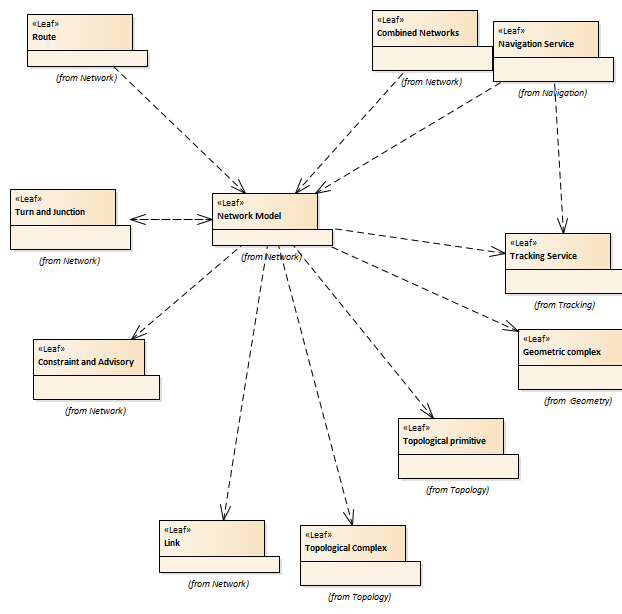 «Leaf»
Route
(from Network)
«Leaf»
Combined Networks
(from Network)
«Leaf»
Navigation Service
(from Navigation)
«Leaf»
Turn and Junction
(from Network)
«Leaf»
Network Model
(from Network)
«Leaf»
Tracking Service
(from Tracking)
«Leaf»
Geometric complex
(from  Geometry)
«Leaf»
Constraint and Advisory
(from Network)
«Leaf»
Topological primitive
(from Topology)
«Leaf»
Link
(from Network)
«Leaf»
Topological Complex
(from Topology)